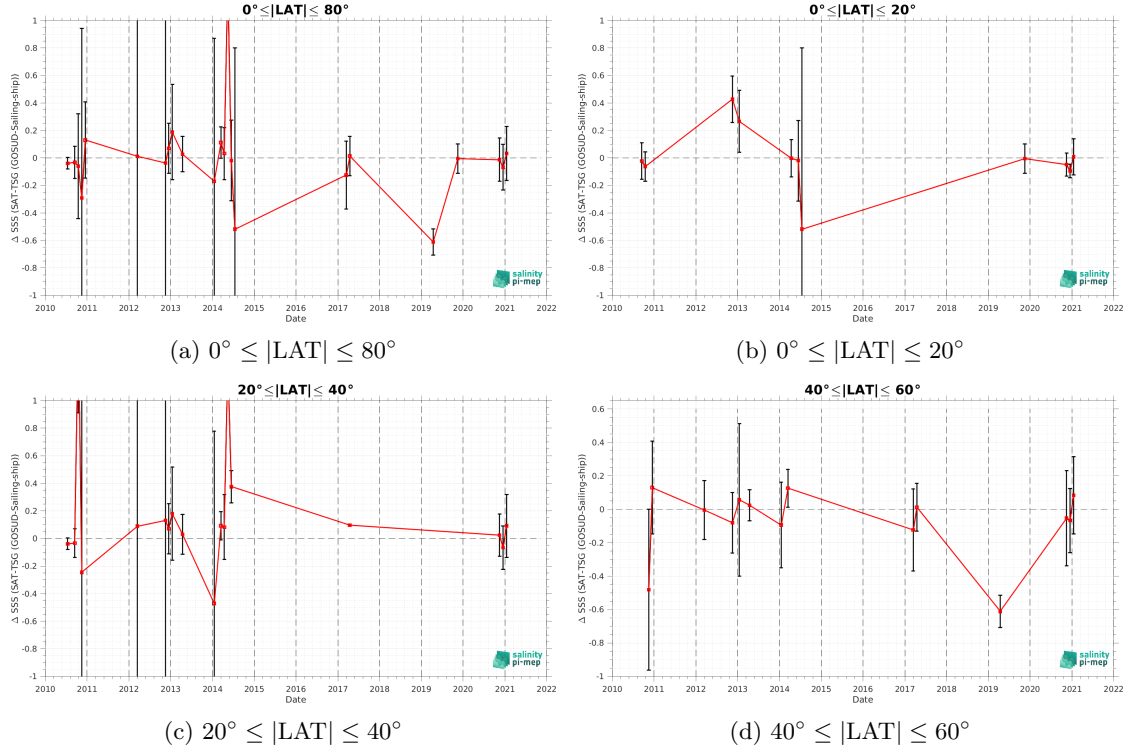 0°≤|LAT|≤ 80°
Δ SSS (SAT-TSG (GOSUD-Sailing-ship))
1
0.8
0.6
0.4
0.2
0
-0.2
-0.4
-0.6
-0.8
-1
2010 2011 2012 2013 2014 2015 2016 2017 2018 2019 2020 2021 2022
Date
salinity
pi-mep
(a) 0° ≤ |LAT| ≤ 80°
0°≤|LAT|≤ 20°
Δ SSS (SAT-TSG (GOSUD-Sailing-ship))
1
0.8
0.6
0.4
0.2
0
-0.2
-0.4
-0.6
-0.8
-1
2010 2011 2012 2013 2014 2015 2016 2017 2018 2019 2020 2021 2022
Date
salinity
pi-mep
(b) 0° ≤ |LAT| ≤ 20°
20°≤|LAT|≤ 40°
Δ SSS (SAT-TSG (GOSUD-Sailing-ship))
1
0.8
0.6
0.4
0.2
0
-0.2
-0.4
-0.6
-0.8
-1
2010 2011 2012 2013 2014 2015 2016 2017 2018 2019 2020 2021 2022
Date
salinity
pi-mep
(c) 20° ≤ |LAT| ≤ 40°
40°≤|LAT|≤ 60°
Δ SSS (SAT-TSG (GOSUD-Sailing-ship))
0.6
0.4
0.2
0
-0.2
-0.4
-0.6
-0.8
-1
2010 2011 2012 2013 2014 2015 2016 2017 2018 2019 2020 2021 2022
Date
salinity
pi-mep
(d) 40° ≤ |LAT| ≤ 60°